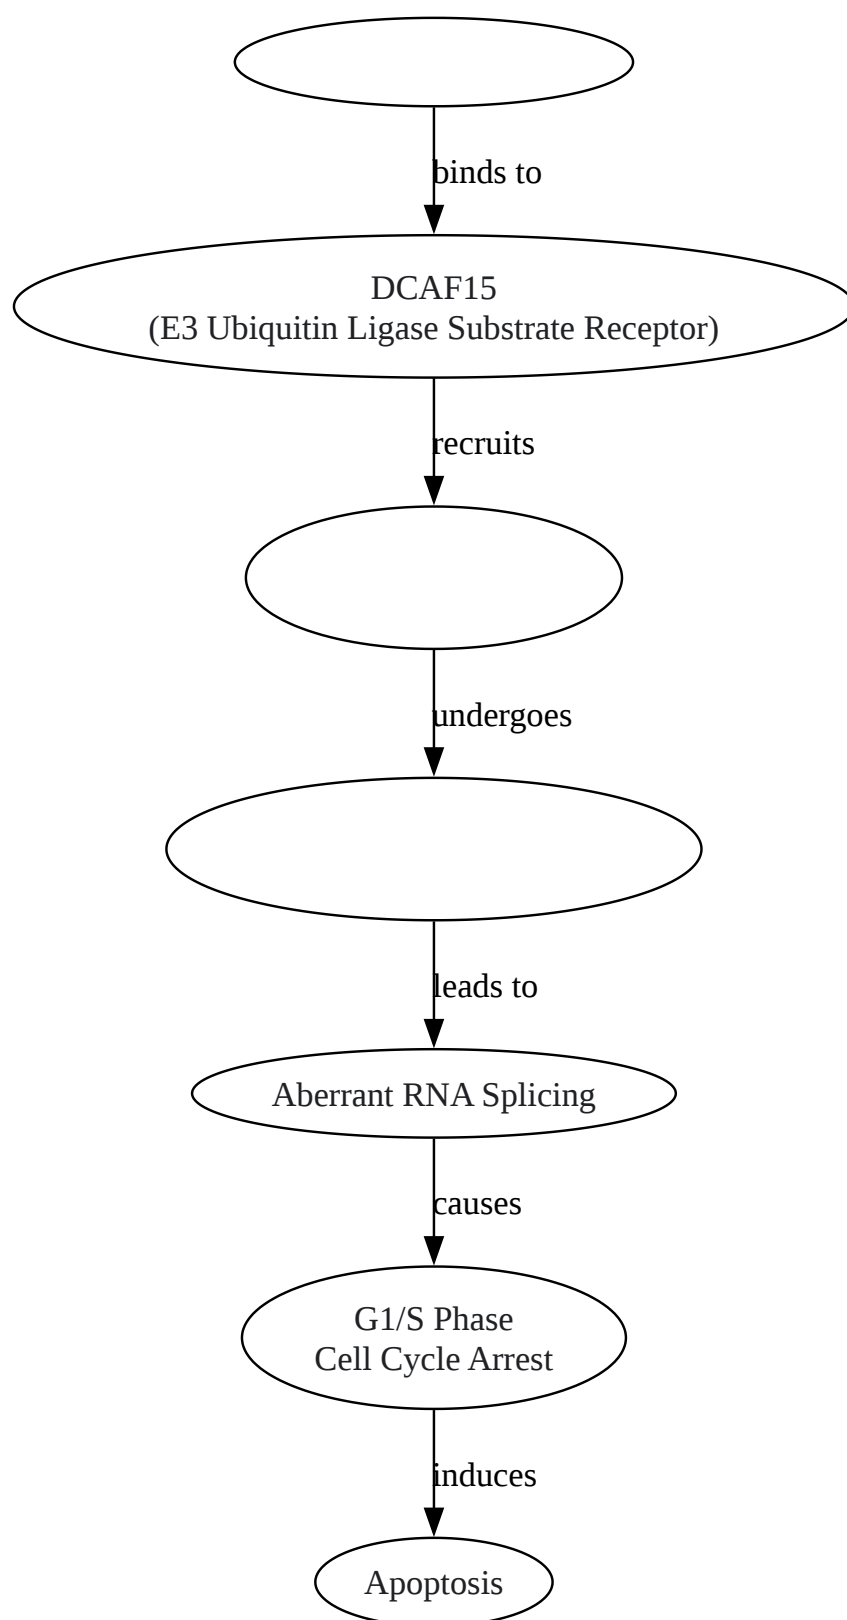 binds to
DCAF15
(E3 Ubiquitin Ligase Substrate Receptor)
recruits
undergoes
leads to
Aberrant RNA Splicing
causes
G1/S Phase
Cell Cycle Arrest
induces
Apoptosis